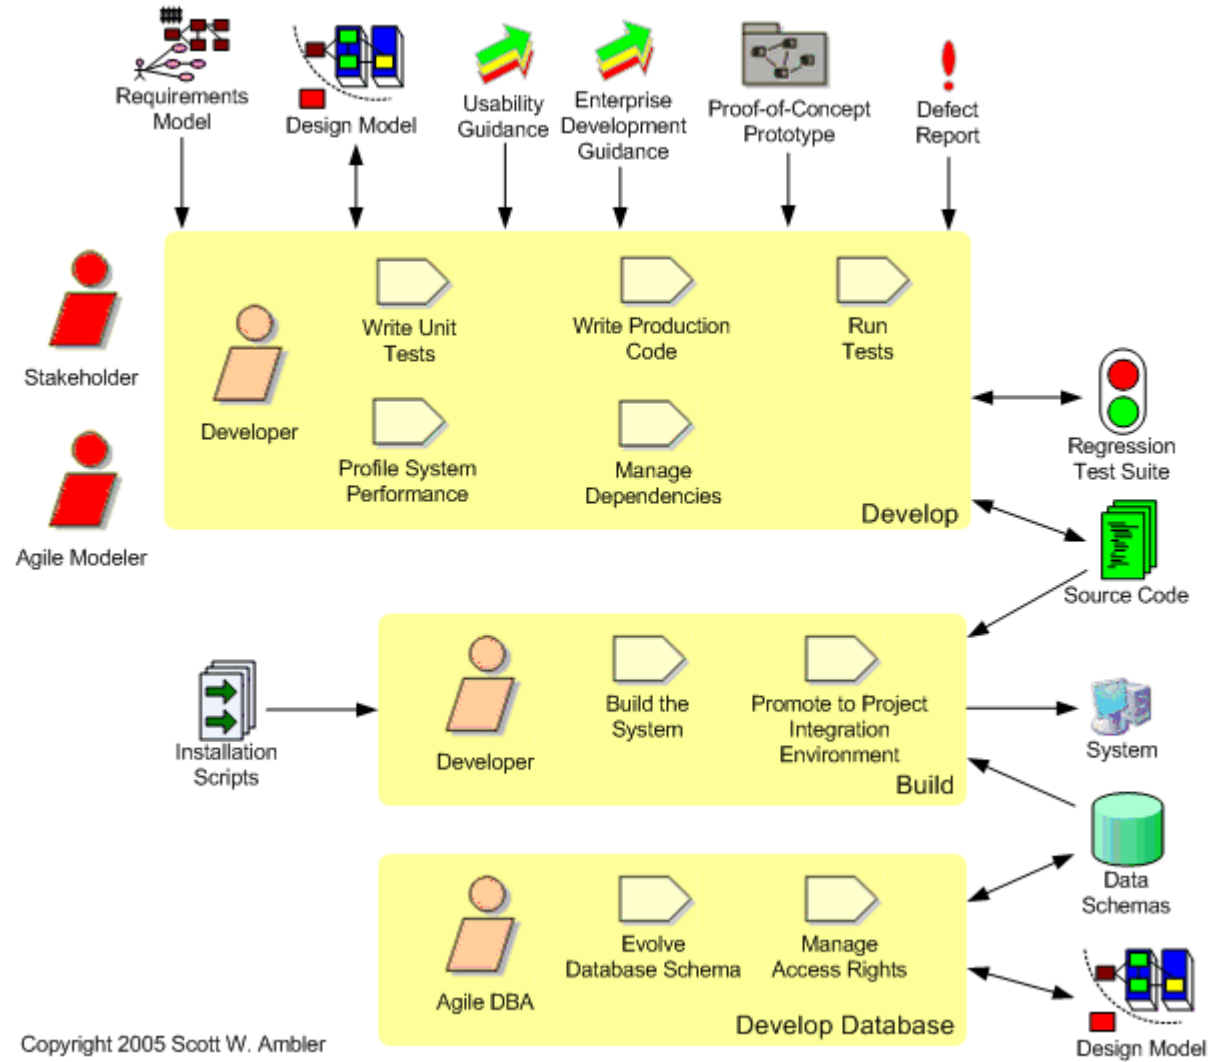 Requirements
Model
Design Model
Usability
Guidance
Enterprise
Development
Guidance
Proof-of-Concept
Prototype
Defect
Report
Stakeholder
Agile Modeler
Developer
Write Unit
Tests
Write Production
Code
Run
Tests
Profile System
Performance
Manage
Dependencies
Develop
Regression
Test Suite
Source Code
Installation
Scripts
Developer
Build the
System
Promote to Project
Integration
Environment
Build
System
Data
Schemas
Agile DBA
Evolve
Database Schema
Manage
Access Rights
Develop Database
Design Model
Copyright 2005 Scott W. Ambler